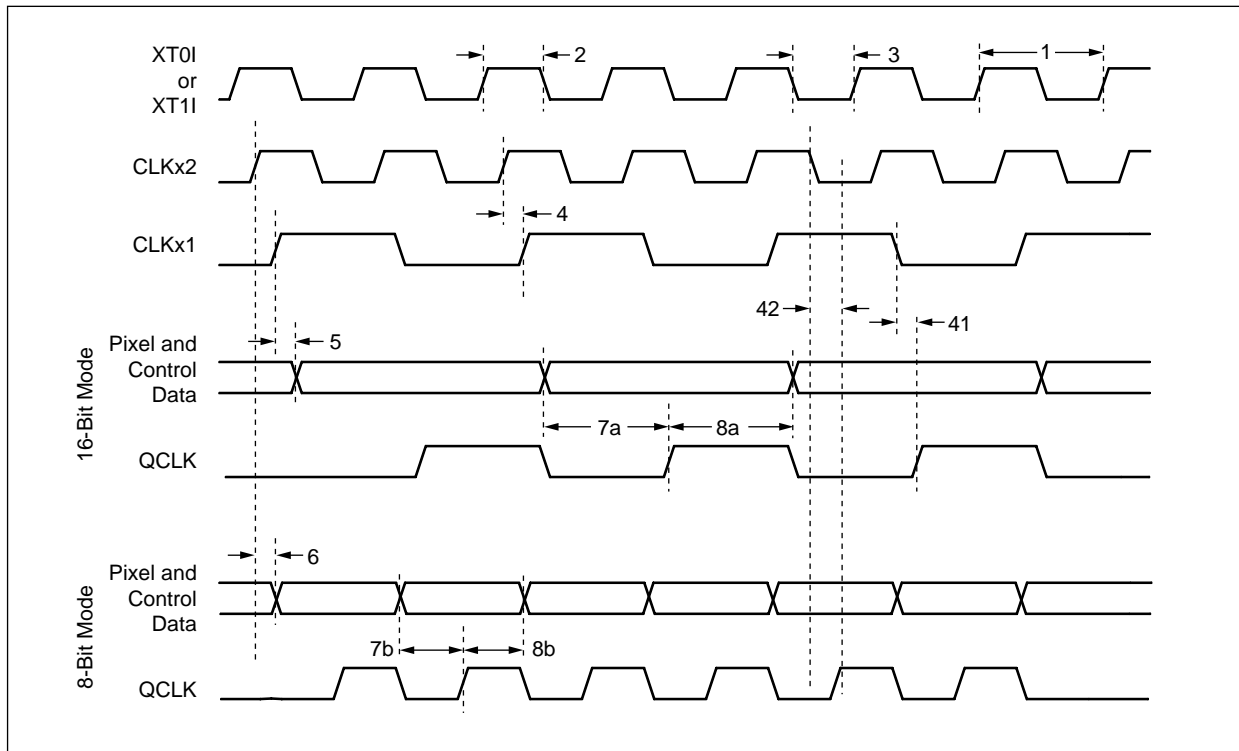 XT0I
or
XT1I
2
3
1
CLKx2
4
CLKx1
42
41
16-Bit Mode
Pixel and
Control
Data
5
7a
8a
QCLK
8-Bit Mode
6
Pixel and
Control
Data
7b
8b
QCLK